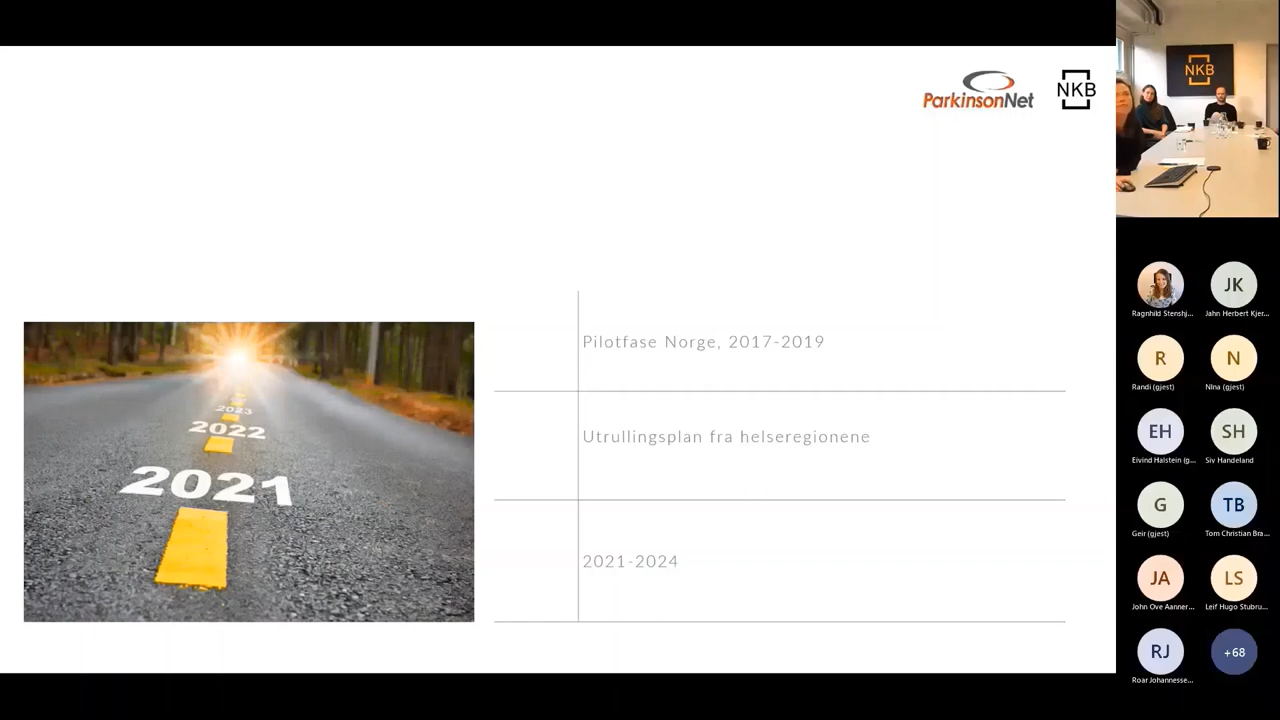 ParkinsonNet
NKB
NKB
Pilotfase Norge, 2017-2019
Utrullingsplan fra helseregionene
2021-2024
2023
2022
2021
Ragnhild Stenshj...
JK
Jahn Herbert Kjer...
R
Randi (gjest)
N
NIna (gjest)
EH
Eivind Halstein (g...
SH
Siv Handeland
G
Geir (gjest)
TB
Tom Christian Bra...
JA
John Ove Aanner...
LS
Leif Hugo Stubru...
RJ
Roar Johannesse...
+68